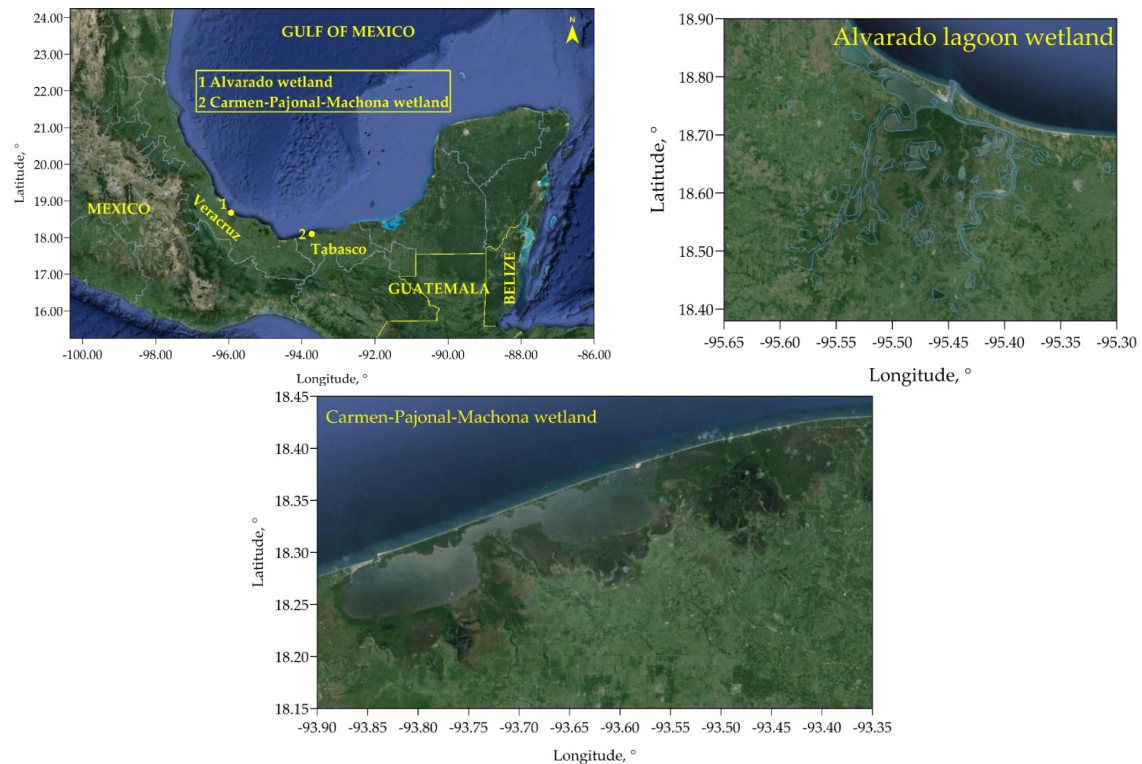 24.00
23.00
22.00
21.00
20.00
19.00
18.00
17.00
16.00
Latitude, °
GULF OF MEXICO
N
1 Alvarado wetland
2 Carmen-Pajonal-Machona wetland
MEXICO
1
Veracruz
2
Tabasco
GUATEMALA
BELIZE
-100.00 -98.00 -96.00 -94.00 -92.00 -90.00 -88.00 -86.00
Longitude, °
Alvarado lagoon wetland
18.90
18.80
18.70
18.60
18.50
18.40
Latitude, °
-95.65 -95.60 -95.55 -95.50 -95.45 -95.40 -95.35 -95.30
Longitude, °
Carmen-Pajonal-Machona wetland
18.45
18.40
18.35
18.30
18.25
18.20
18.15
Latitude, °
-93.90 -93.85 -93.80 -93.75 -93.70 -93.65 -93.60 -93.55 -93.50 -93.45 -93.40 -93.35
Longitude, °